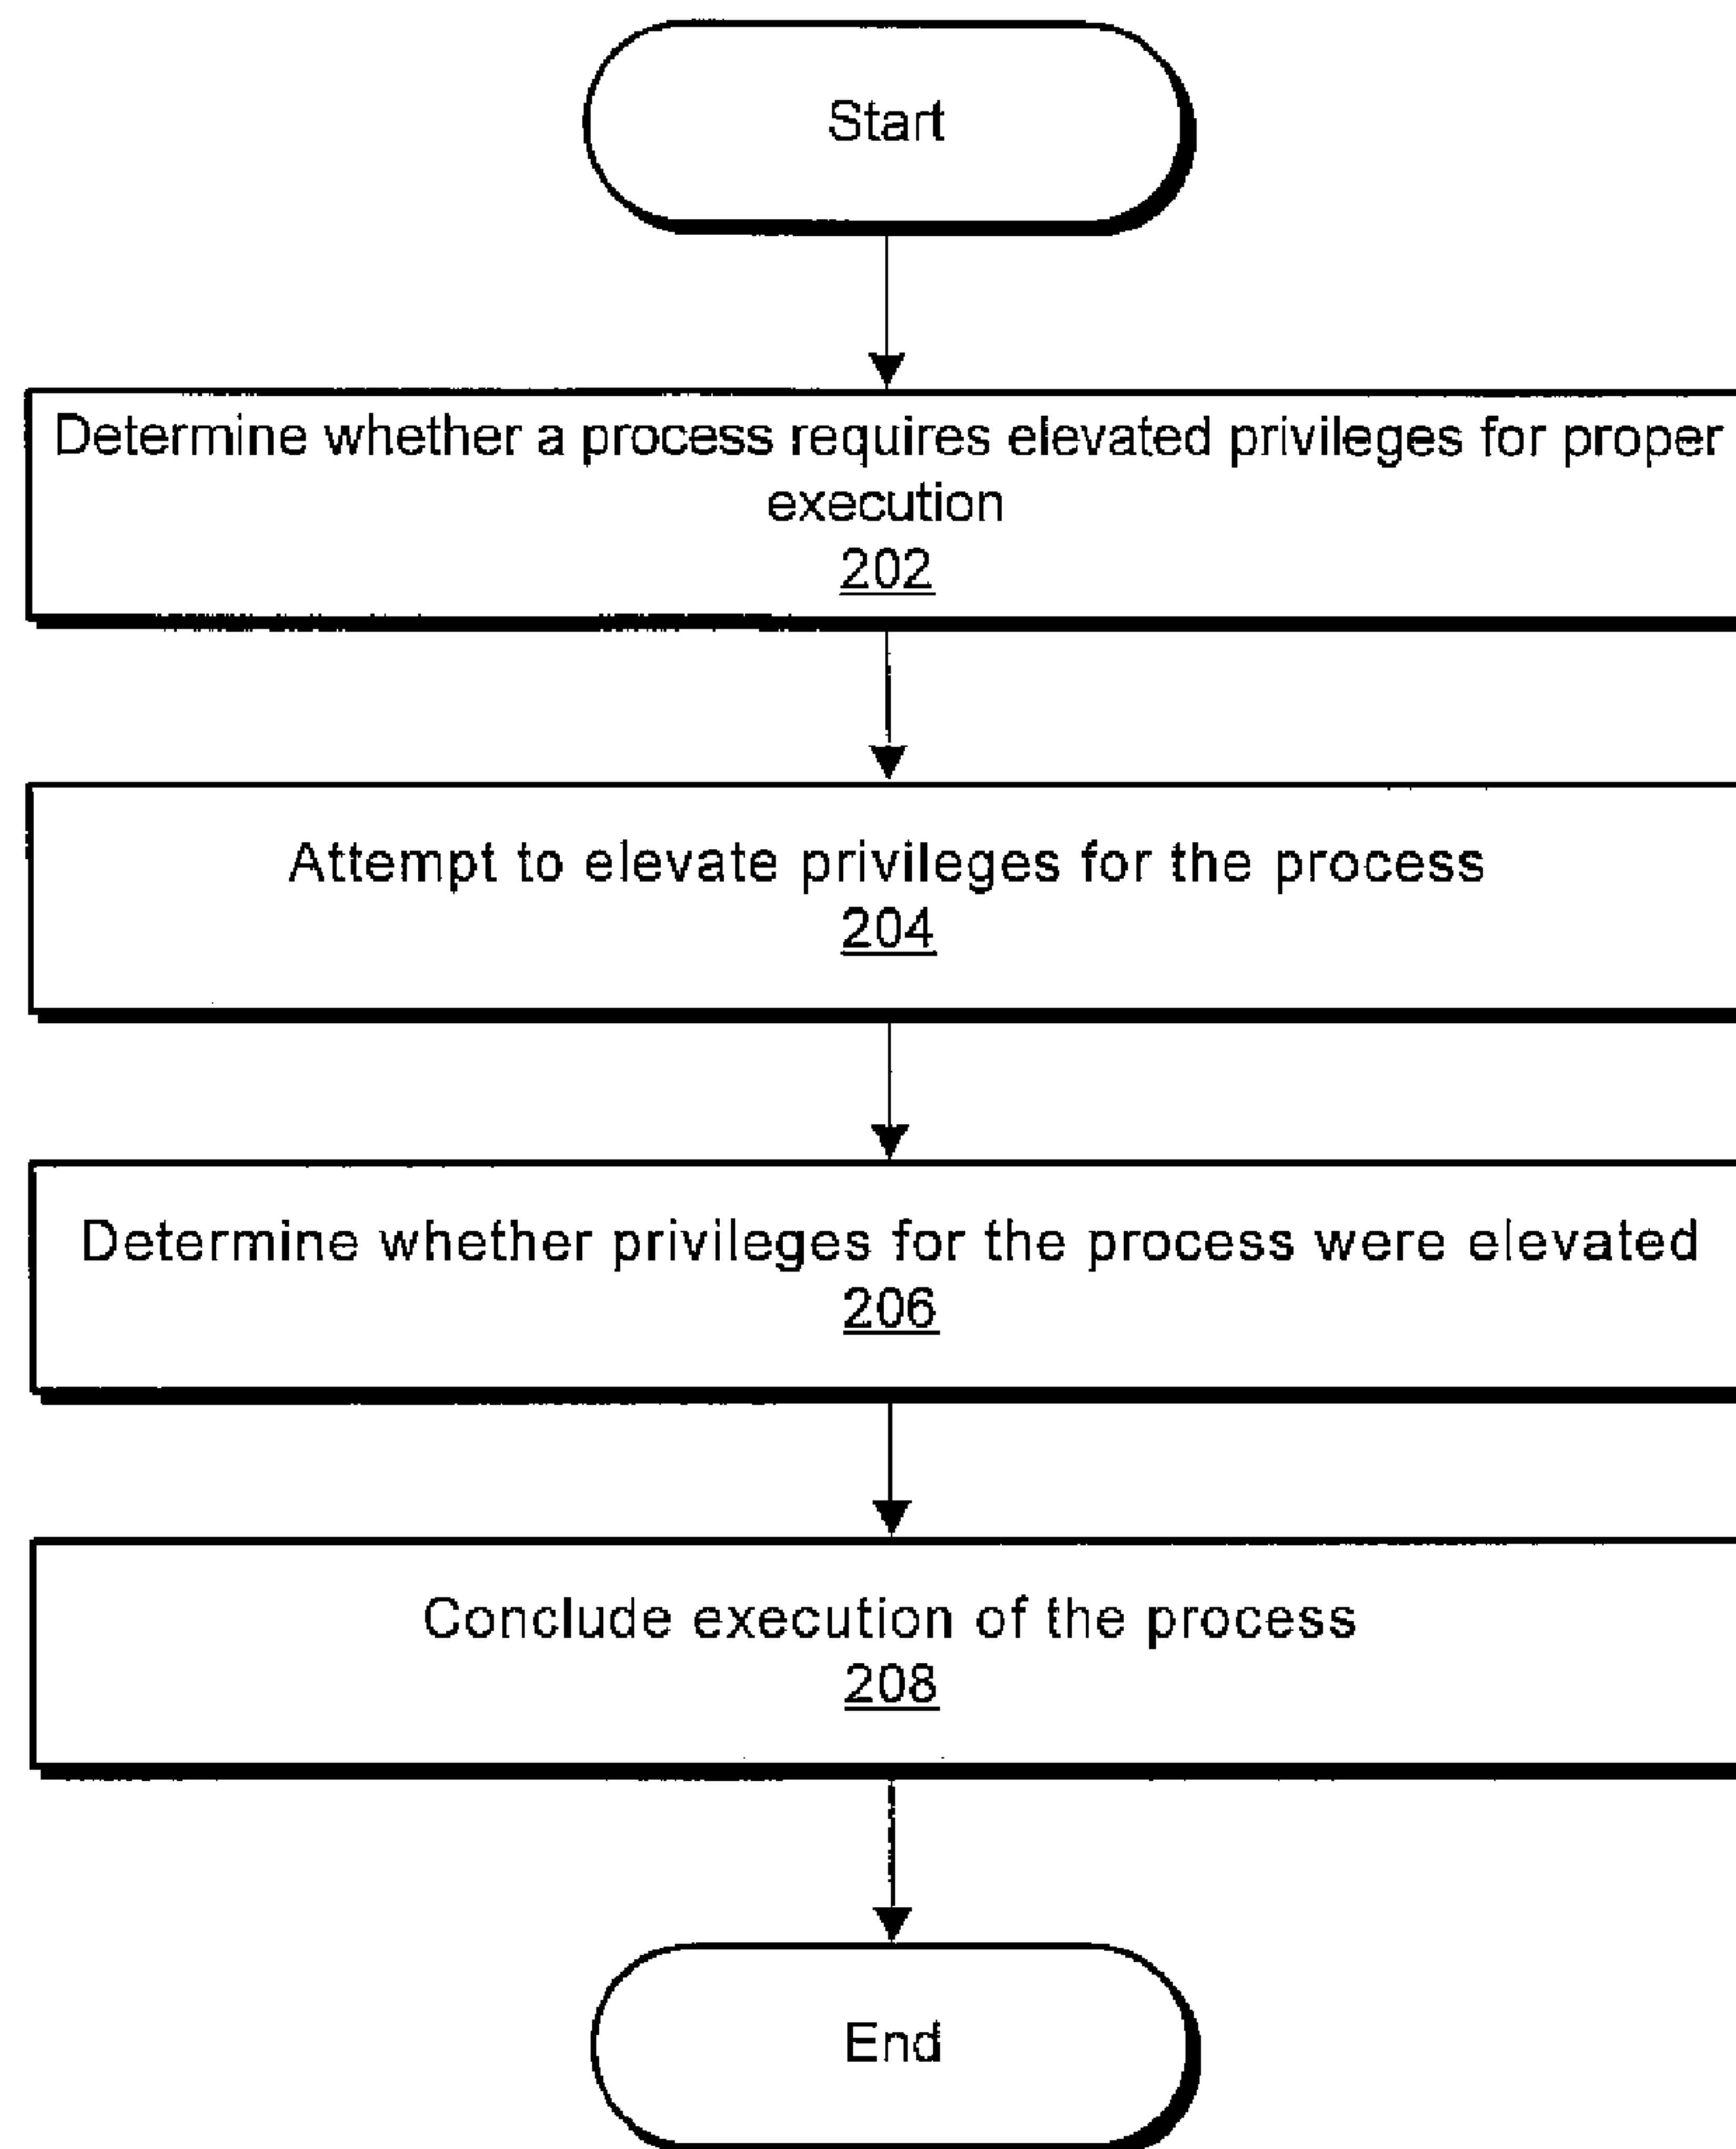 Start
Determine whether a process requires elevated privileges for proper
execution
202
Attempt to elevate privileges for the process
204
Determine whether privileges for the process were elevated
206
Conclude execution of the process
208
End